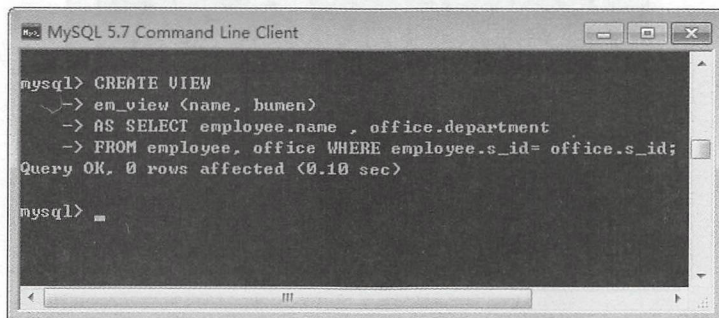 MySQL 5.7 Command Line Client
mysql> CREATE VIEW
-> em_view (name, bumen)
-> AS SELECT employee.name , office.department
-> FROM employee, office WHERE employee.s_id= office.s_id;
Query OK, 0 rows affected (0.10 sec)
mysql>